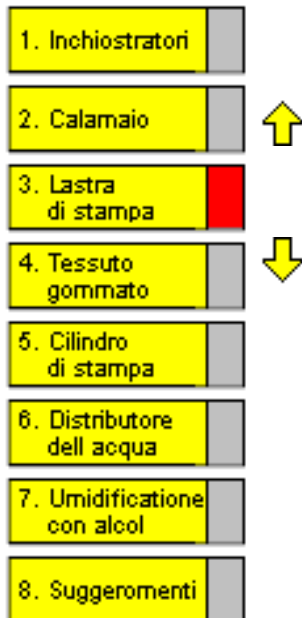 1. Inchiostratori
2. Calamaio
3. Lastra
di stampa
4. Tessuto
gommato
5. Cilindro
di stampa
6. Distributore
dell acqua
7. Umidificatione
con alcol
8. Suggeromenti